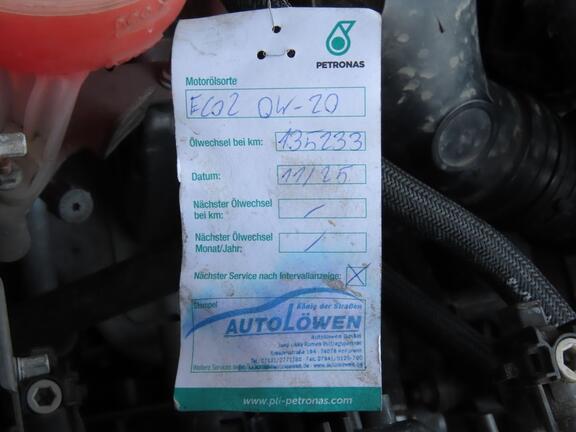 PETRONAS
Motorölsorte
ECO2 0W-20
Ölwechsel bei km: 135233
Datum: 11/25
Nächster Ölwechsel
bei km: /
Nächster Ölwechsel
Monat/Jahr: /
Nächster Service nach Intervallanzeige: X
Stempel
König der Straßen
AUTOLÖWEN
www.pli-petronas.com